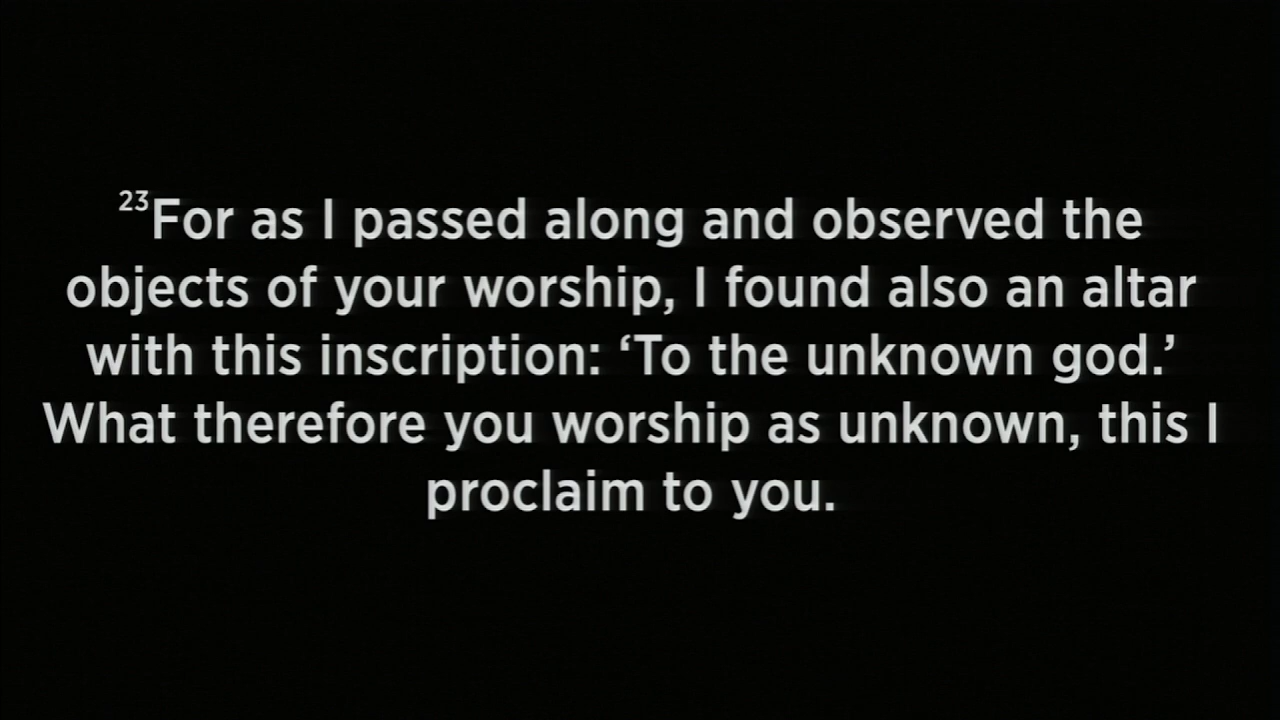 23For as I passed along and observed the
objects of your worship, I found also an altar
with this inscription: ‘To the unknown god.’
What therefore you worship as unknown, this I
proclaim to you.